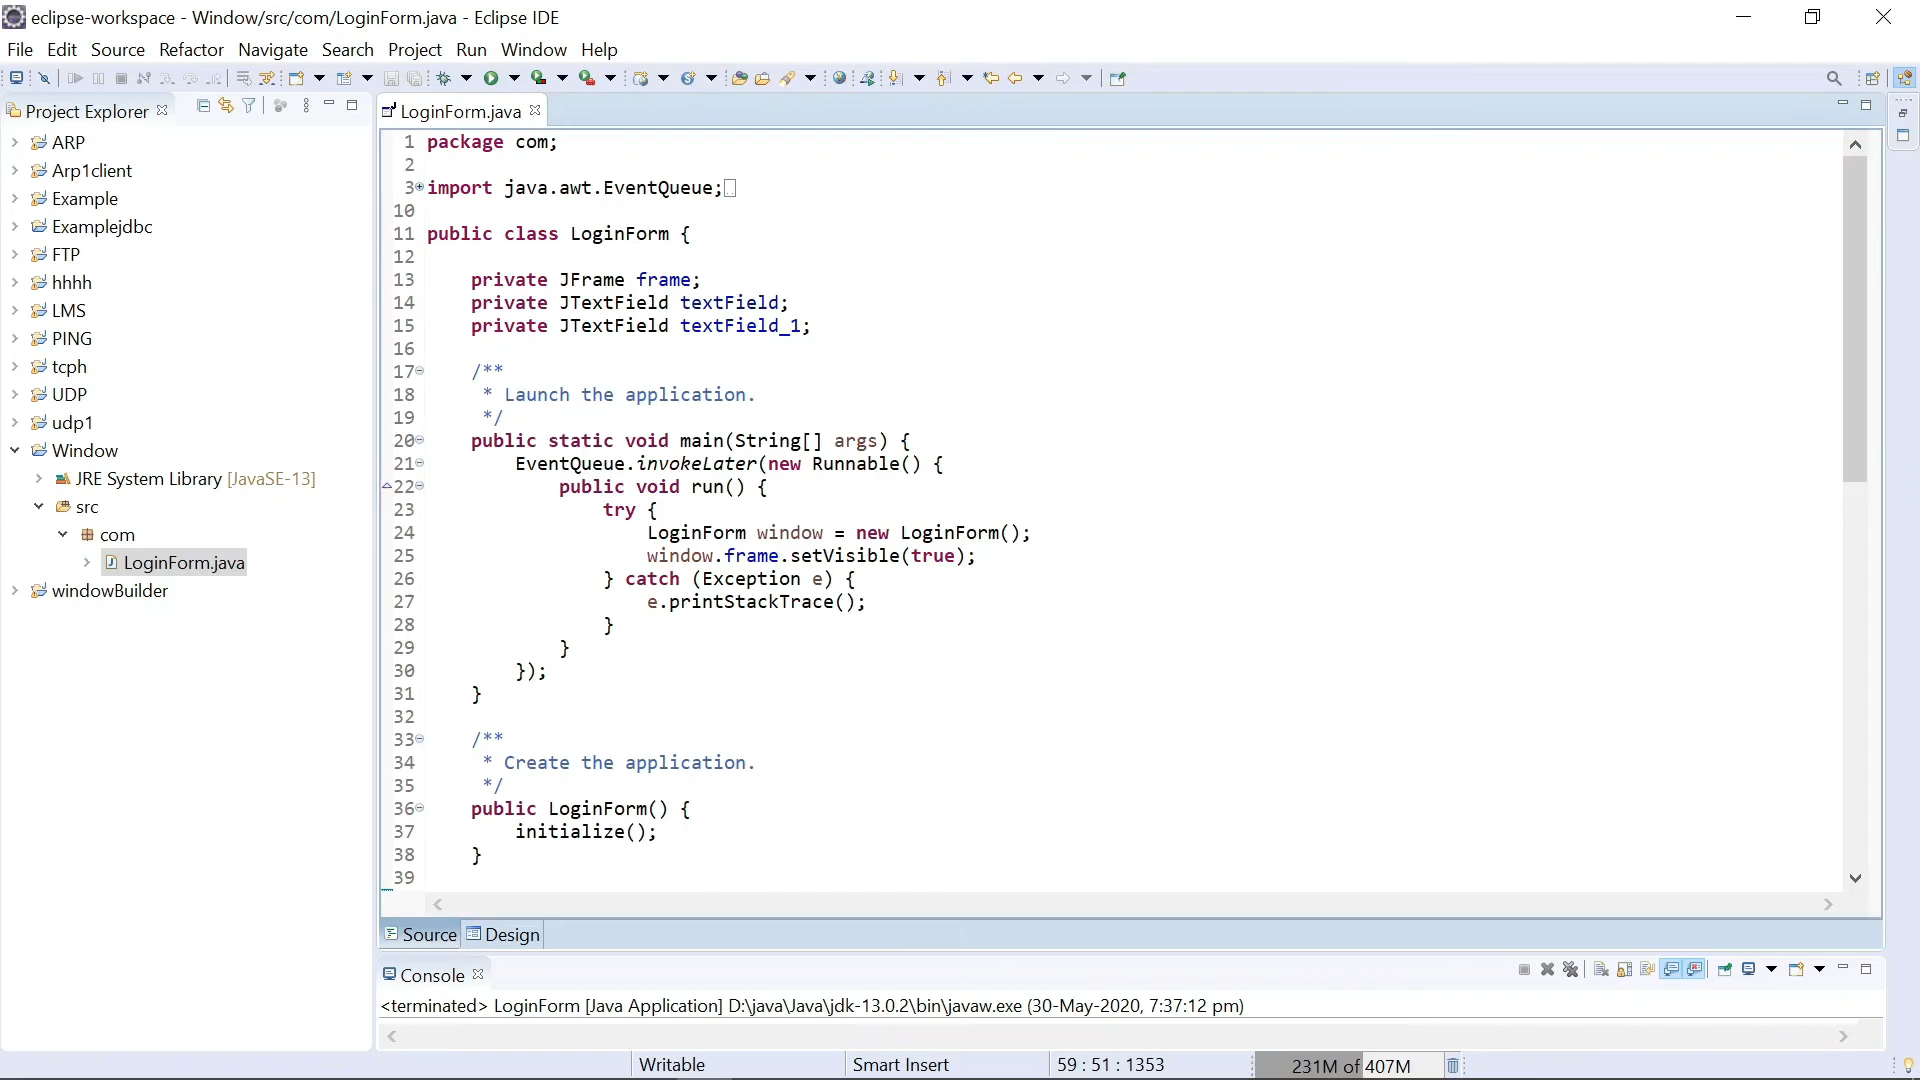 eclipse-workspace - Window/src/com/LoginForm.java - Eclipse IDE
File Edit Source Refactor Navigate Search Project Run Window Help
Project Explorer
ARP
Arp1client
Example
Examplejdbc
FTP
hhhh
LMS
PING
tcph
UDP
udp1
Window
JRE System Library [JavaSE-13]
src
com
LoginForm.java
windowBuilder
LoginForm.java
1 package com;
2
3 import java.awt.EventQueue;
10
11 public class LoginForm {
12
13 private JFrame frame;
14 private JTextField textField;
15 private JTextField textField_1;
16
17 /**
18 * Launch the application.
19 */
20 public static void main(String[] args) {
21 EventQueue.invokeLater(new Runnable() {
22 public void run() {
23 try {
24 LoginForm window = new LoginForm();
25 window.frame.setVisible(true);
26 } catch (Exception e) {
27 e.printStackTrace();
28 }
29 }
30 });
31 }
32
33 /**
34 * Create the application.
35 */
36 public LoginForm() {
37 initialize();
38 }
39
Source Design
Console
<terminated> LoginForm [Java Application] D:\java\Java\jdk-13.0.2\bin\javaw.exe (30-May-2020, 7:37:12 pm)
Writable Smart Insert 59 : 51 : 1353 231M of 407M